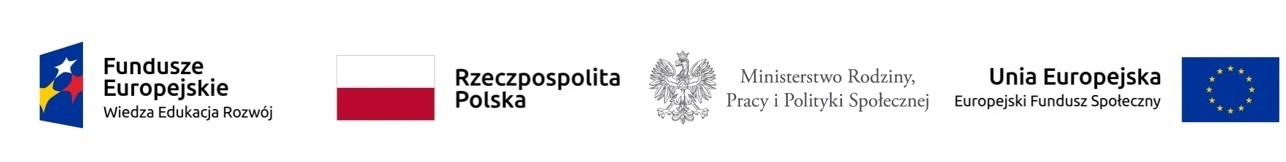 Fundusze
Europejskie
Wiedza Edukacja Rozwój
Rzeczpospolita
Polska
Ministerstwo Rodziny,
Pracy i Polityki Społecznej
Unia Europejska
Europejski Fundusz Społeczny